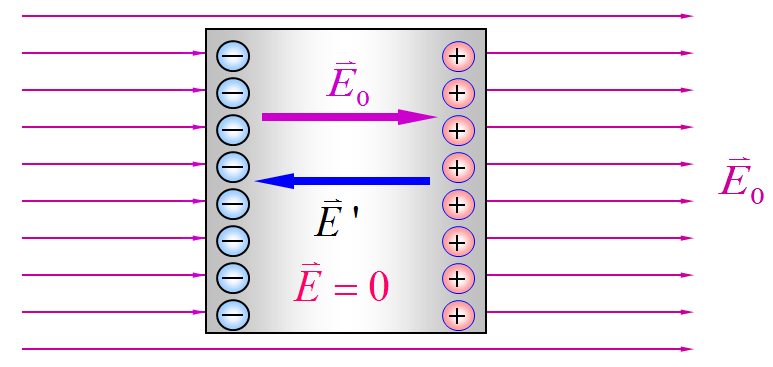 E⃗₀
E⃗₀
E⃗ '
E⃗ = 0